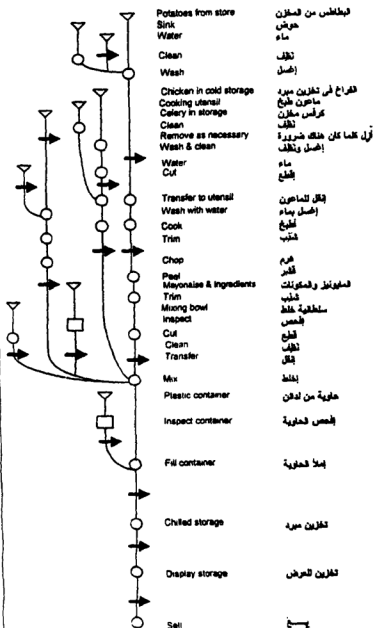 Potatoes from store البطاطس من المخزن
Sink حوض
Water ماء
Clean نظف
Wash إغسل
Chicken in cold storage الفراخ فى تخزين مبرد
Cooking utensil ماعون طبخ
Celery in storage كرفس مخزن
Clean نظف
Remove as necessary أزل كلما كان هناك ضرورة
Wash & clean إغسل ونظف
Water ماء
Cut إقطع
Transfer to utensil إنقل للماعون
Wash with water إغسل بماء
Cook أطبخ
Trim شذب
Chop فرم
Peel قشر
Mayonaise & Ingredients المايونيز والمكونات
Trim شذب
Mixong bowl سلطانية خلط
Inspect إفحص
Cut قطع
Clean نظف
Transfer إنقل
Mix إخلط
Plastic container حاوية من لدائن
Inspect container إفحص الحاوية
Fill container إملأ الحاوية
Chilled storage تخزين مبرد
Display storage تخزين للعرض
Sell